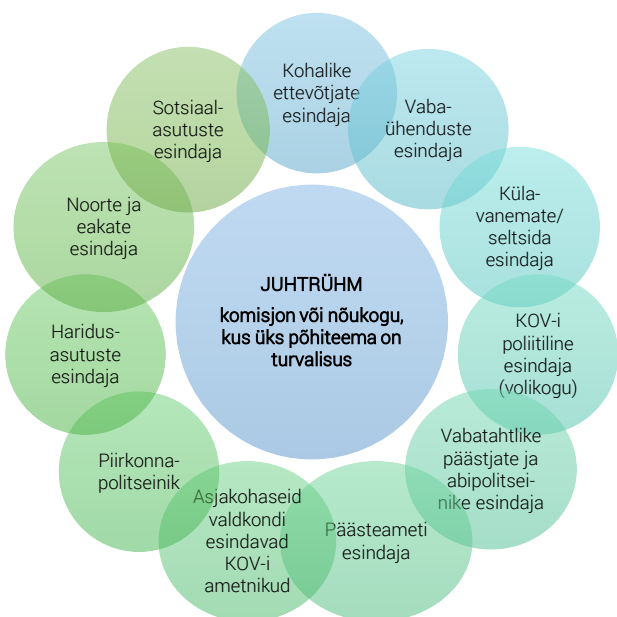 Kohalike
ettevõtjate
esindaja
Vaba-
ühenduste
esindaja
Küla-
vanemate/
seltsida
esindaja
KOV-i
poliitiline
esindaja
(volikogu)
Vabatahtlike
päästjate ja
abipolitsei-
nike esindaja
Päästeameti
esindaja
Asjakohaseid
valdkondi
esindavad
KOV-i
ametnikud
Piirkonna-
politseinik
Haridus-
asutuste
esindaja
Noorte ja
eakate
esindaja
Sotsiaal-
asutuste
esindaja
JUHTRÜHM
komisjon või nõukogu,
kus üks põhiteema on
turvalisus